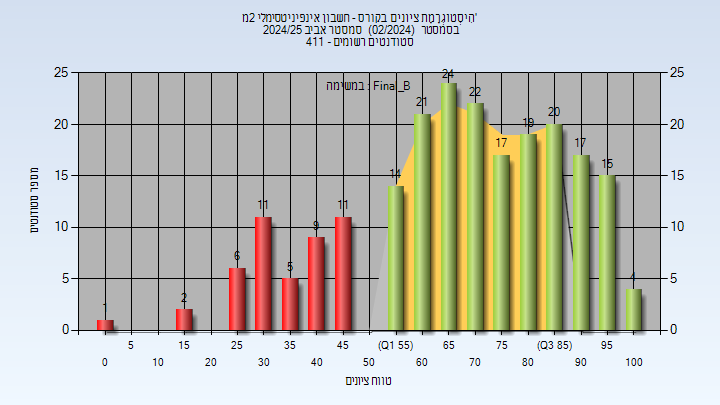 היסטוגרמת ציונים בקורס - חשבון אינפיניטסימלי 2מ'
בסמסטר (02/2024) סמסטר אביב 2024/25
סטודנטים רשומים - 411
במשימה : Final_B
מספר סטודנטים
25 25
20 20
15 15
10 10
5 5
0 0
1 2 6 11 5 9 11 14 21 24 22 17 19 20 17 15 4
5 15 25 35 45 (Q1 55) 65 75 (Q3 85) 95
0 10 20 30 40 50 60 70 80 90 100
טווח ציונים